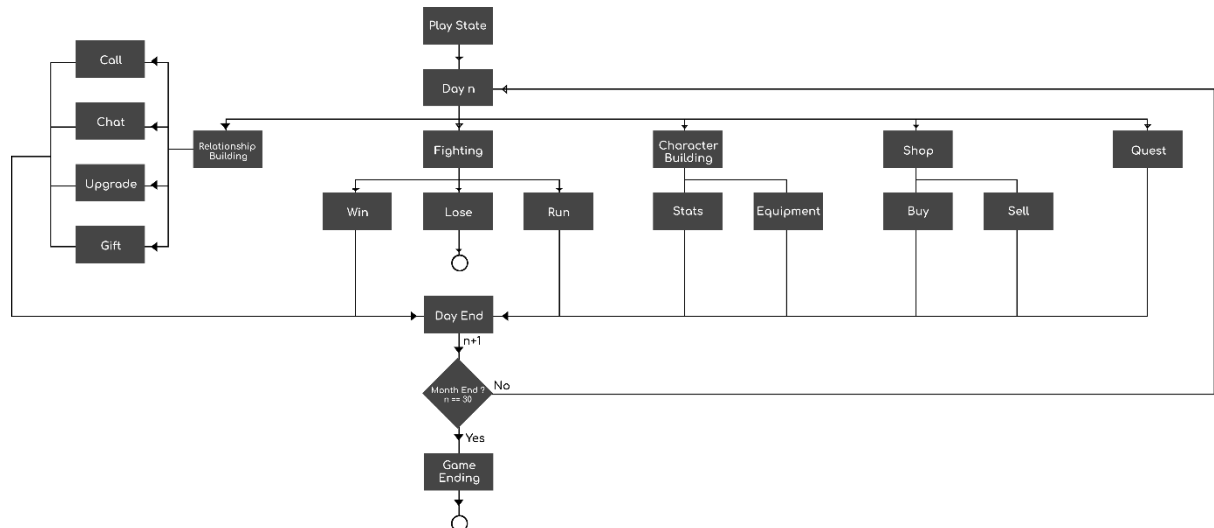 Play State
Call
Day n
Chat
Relationship
Building
Fighting
Character
Building
Shop
Quest
Upgrade
Win
Lose
Run
Stats
Equipment
Buy
Sell
Gift
Day End
n+1
Month End ?
n == 30
No
Yes
Game
Ending